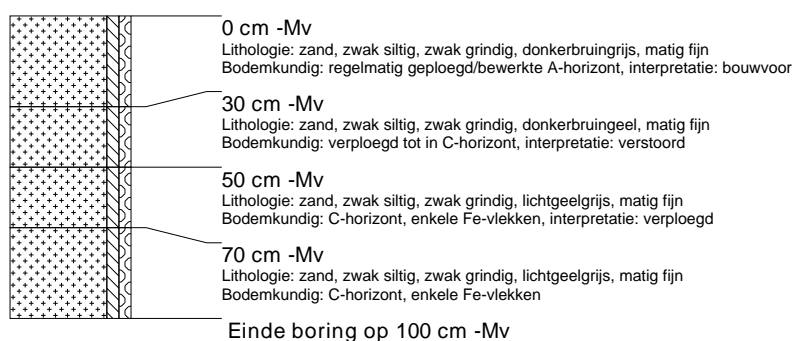 0 cm -Mv
Lithologie: zand, zwak siltig, zwak grindig, donkerbruingrijs, matig fijn
Bodemkundig: regelmatig geploegd/bewerkte A-horizont, interpretatie: bouwvoor
30 cm -Mv
Lithologie: zand, zwak siltig, zwak grindig, donkerbruingeel, matig fijn
Bodemkundig: verploegd tot in C-horizont, interpretatie: verstoord
50 cm -Mv
Lithologie: zand, zwak siltig, zwak grindig, lichtgeelgrijs, matig fijn
Bodemkundig: C-horizont, enkele Fe-vlekken, interpretatie: verploegd
70 cm -Mv
Lithologie: zand, zwak siltig, zwak grindig, lichtgeelgrijs, matig fijn
Bodemkundig: C-horizont, enkele Fe-vlekken
Einde boring op 100 cm -Mv